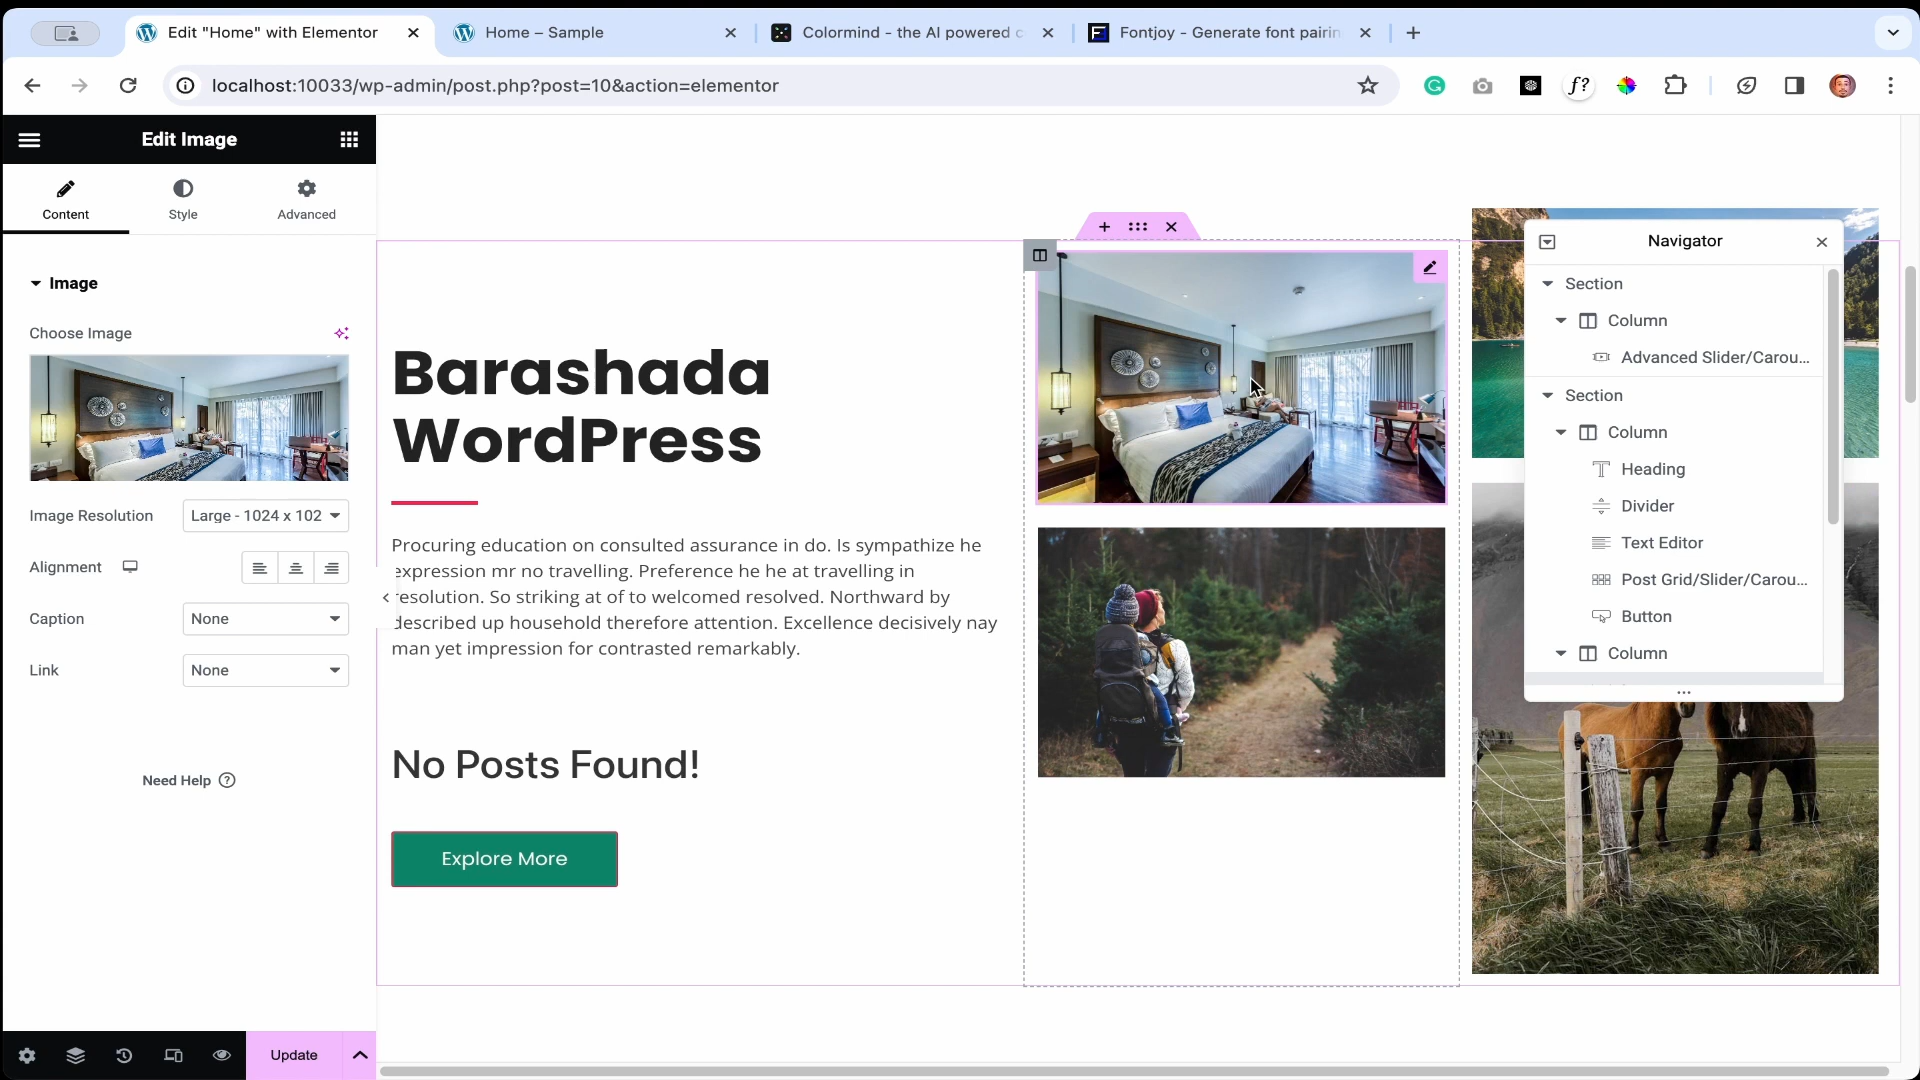 Edit "Home" with Elementor
Home – Sample
Colormind - the AI powered c
Fontjoy - Generate font pairin
localhost:10033/wp-admin/post.php?post=10&action=elementor
f?
Edit Image
Content
Style
Advanced
Image
Choose Image
Image Resolution
Large - 1024 x 102
Alignment
Caption
None
Link
None
Need Help
Update
Barashada
WordPress
Procuring education on consulted assurance in do. Is sympathize he
expression mr no travelling. Preference he he at travelling in
resolution. So striking at of to welcomed resolved. Northward by
described up household therefore attention. Excellence decisively nay
man yet impression for contrasted remarkably.
No Posts Found!
Explore More
Navigator
Section
Column
Advanced Slider/Carou...
Section
Column
Heading
Divider
Text Editor
Post Grid/Slider/Carou...
Button
Column